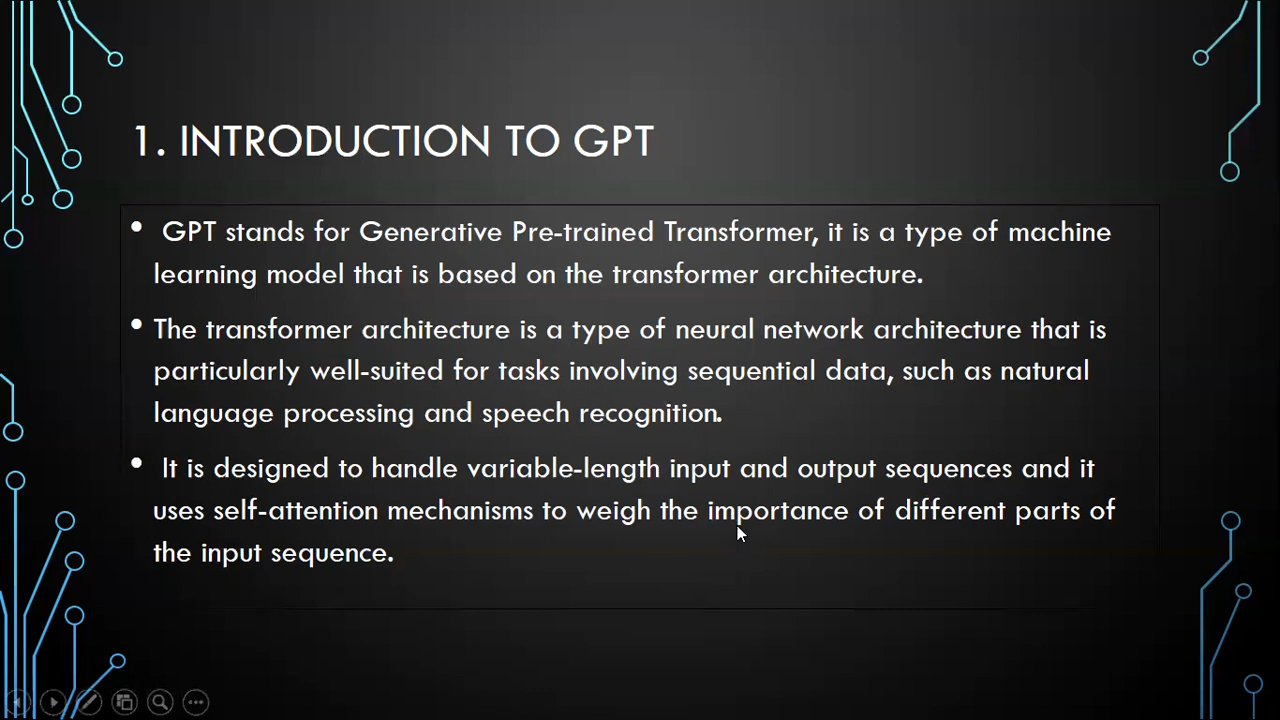 1. INTRODUCTION TO GPT
• GPT stands for Generative Pre-trained Transformer, it is a type of machine
learning model that is based on the transformer architecture.
• The transformer architecture is a type of neural network architecture that is
particularly well-suited for tasks involving sequential data, such as natural
language processing and speech recognition.
• It is designed to handle variable-length input and output sequences and it
uses self-attention mechanisms to weigh the importance of different parts of
the input sequence.